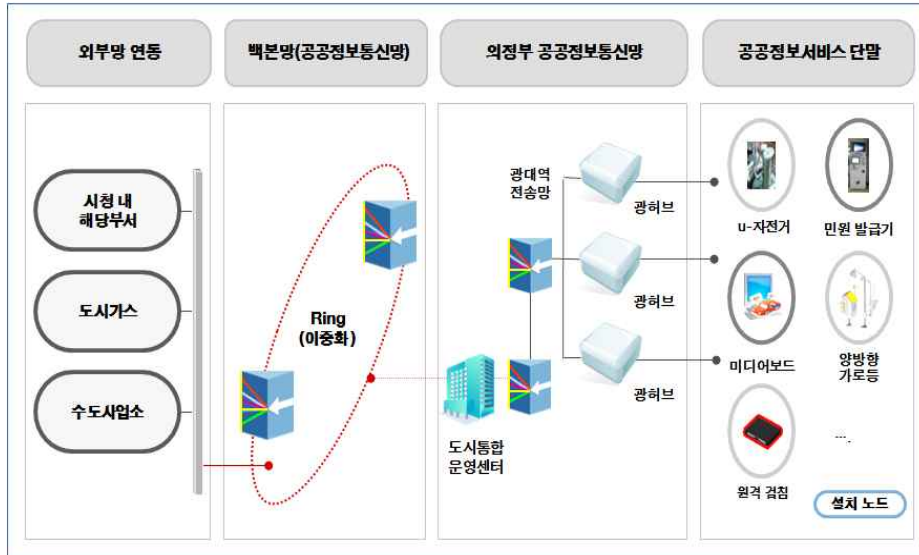 외부망 연동
백본망(공공정보통신망)
의정부 공공정보통신망
공공정보서비스 단말
시청 내
해당부서
도시가스
수도사업소
Ring
(이중화)
광대역
전송망
광허브
광허브
광허브
도시통합
운영센터
u-자전거
민원 발급기
미디어보드
양방향
가로등
원격 검침
....
설치 노드